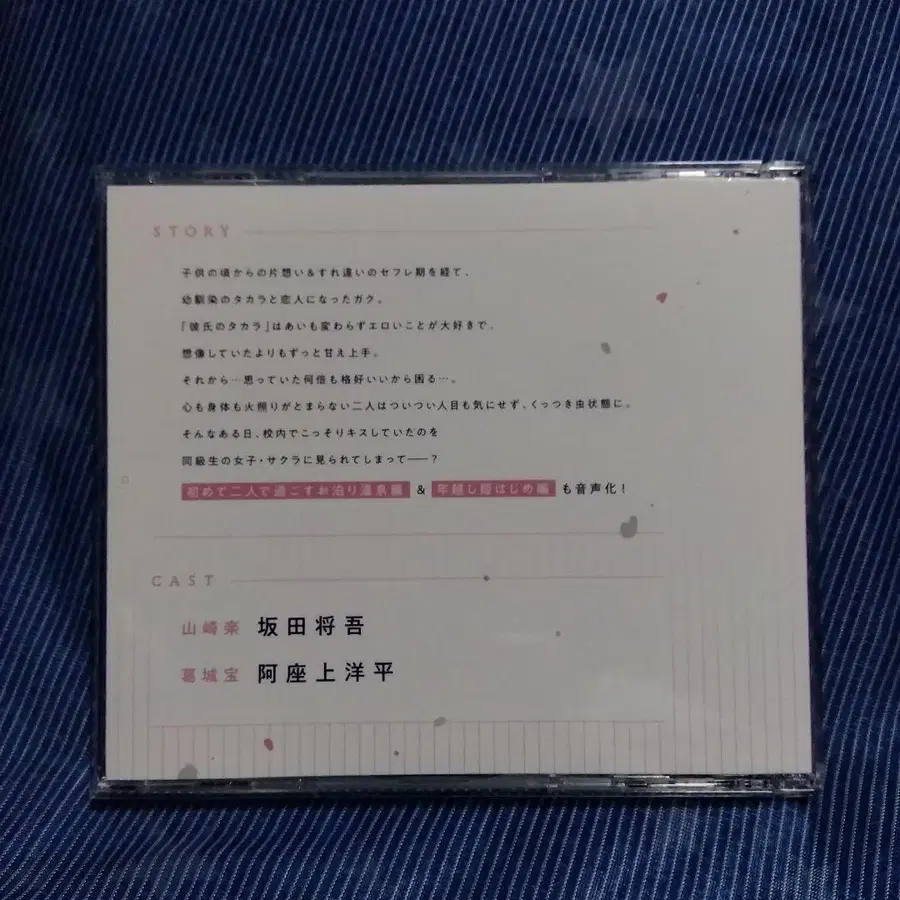 STORY
子供の頃からの片想い&すれ違いのセフレ期を経て、
幼馴染のタカラと恋人になったガク。
「彼氏のタカラ」はあいも変わらずエロいことが大好きで、
想像していたよりもずっと甘え上手。
それから…思っていた何倍も格好いいから困る…。
心も身体も火照りがとまらない二人はついつい人目も気にせず、くっつき虫状態に。
そんなある日、校内でこっそりキスしていたのを
同級生の女子・サクラに見られてしまって――?
初めて二人で過ごすお泊り温泉編 & 年越し姫はじめ編 も音声化!
CAST
山崎楽 坂田将吾
葛城宝 阿座上洋平